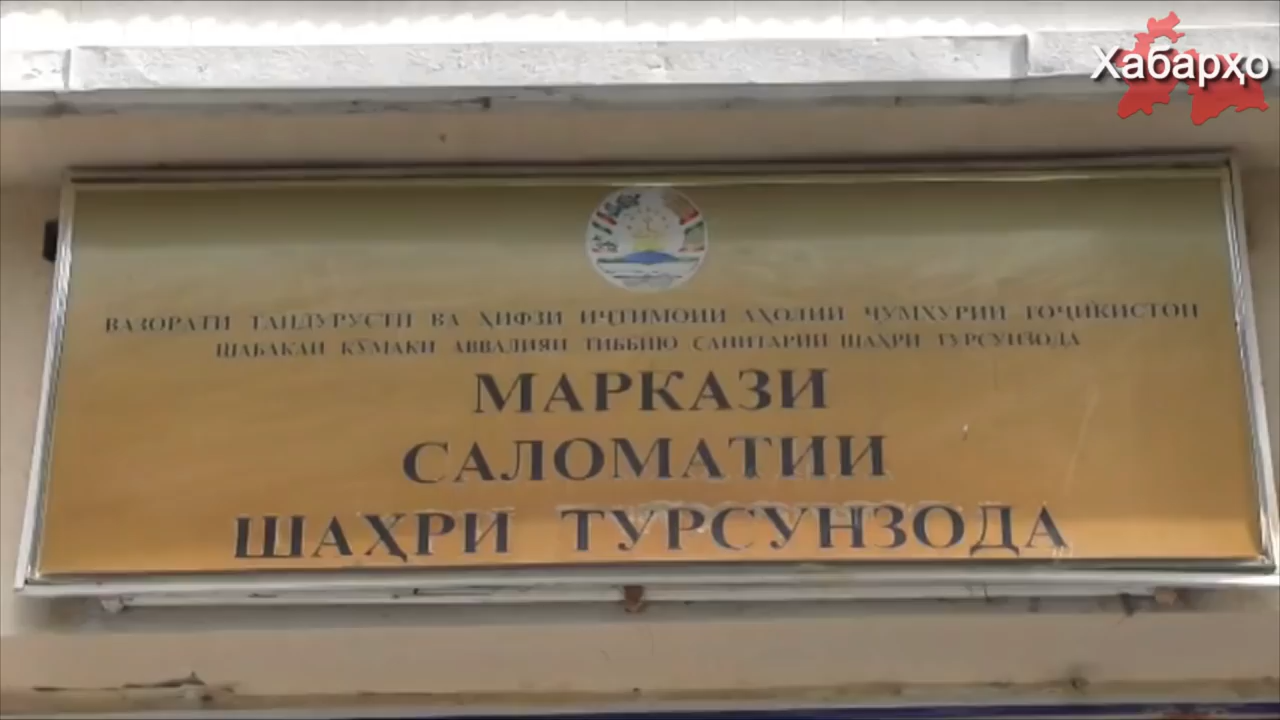 Хабарҳо
ВАЗОРАТИ ТАНДУРУСТӢ ВА ҲИФЗИ ИҶТИМОИИ АҲОЛИИ ҶУМҲУРИИ ТОҶИКИСТОН
ШАБАКАИ КӮМАКИ АВВАЛИЯИ ТИББИЮ САНИТАРИИ ШАҲРИ ТУРСУНЗОДА
МАРКАЗИ
САЛОМАТИИ
ШАҲРИ ТУРСУНЗОДА